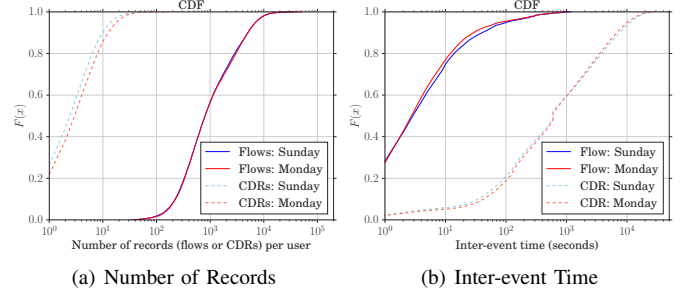 CDF
1.0
0.8
0.6
0.4
0.2
0.0
F(x)
Flows: Sunday
Flows: Monday
CDRs: Sunday
CDRs: Monday
10^0 10^1 10^2 10^3 10^4 10^5
Number of records (flows or CDRs) per user
(a) Number of Records
CDF
1.0
0.8
0.6
0.4
0.2
0.0
F(x)
Flow: Sunday
Flow: Monday
CDR: Sunday
CDR: Monday
10^0 10^1 10^2 10^3 10^4
Inter-event time (seconds)
(b) Inter-event Time